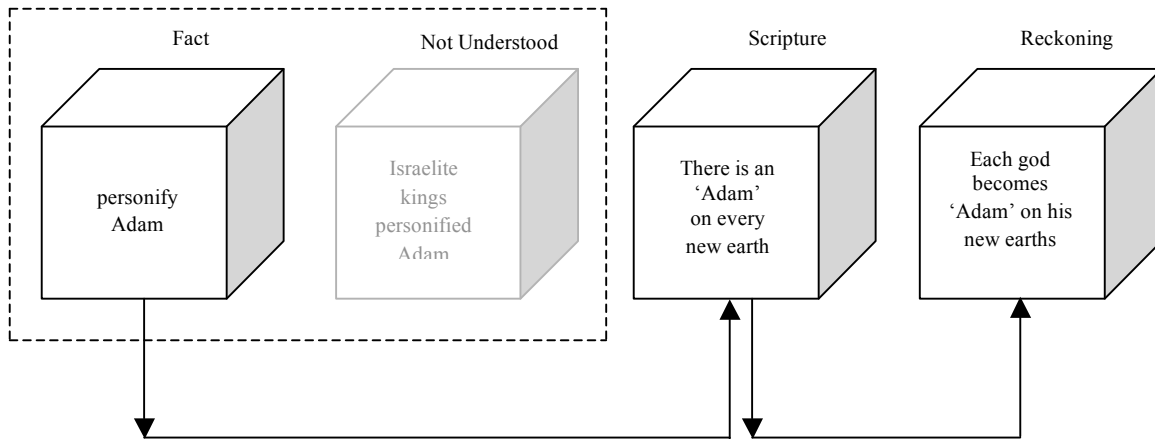 Fact
Not Understood
Scripture
Reckoning
personify
Adam
Israelite
kings
personified
Adam
There is an
‘Adam’
on every
new earth
Each god
becomes
‘Adam’ on his
new earths